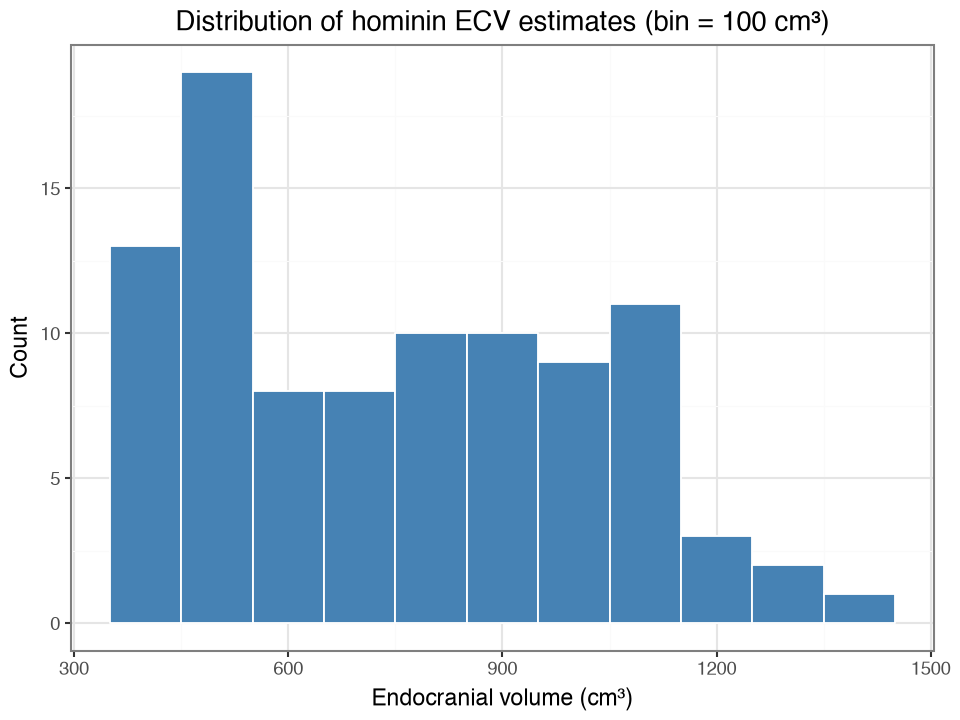 Distribution of hominin ECV estimates (bin = 100 cm³)
Count
15
10
5
0
300 600 900 1200 1500
Endocranial volume (cm³)